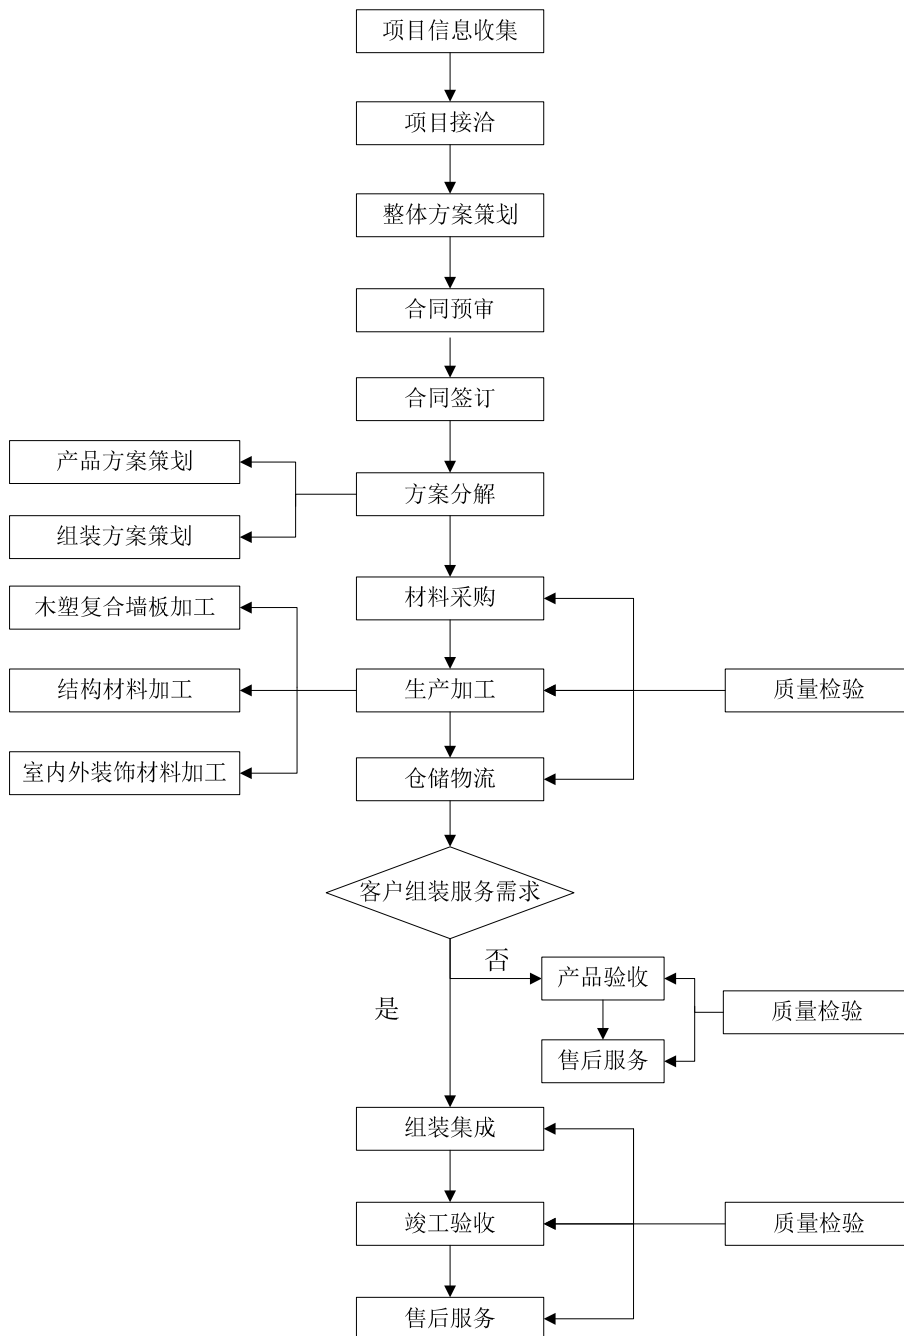 项目信息收集
项目接洽
整体方案策划
合同预审
合同签订
产品方案策划
方案分解
组装方案策划
木塑复合墙板加工
材料采购
结构材料加工
生产加工
质量检验
室内外装饰材料加工
仓储物流
客户组装服务需求
否
产品验收
是
质量检验
售后服务
组装集成
竣工验收
质量检验
售后服务